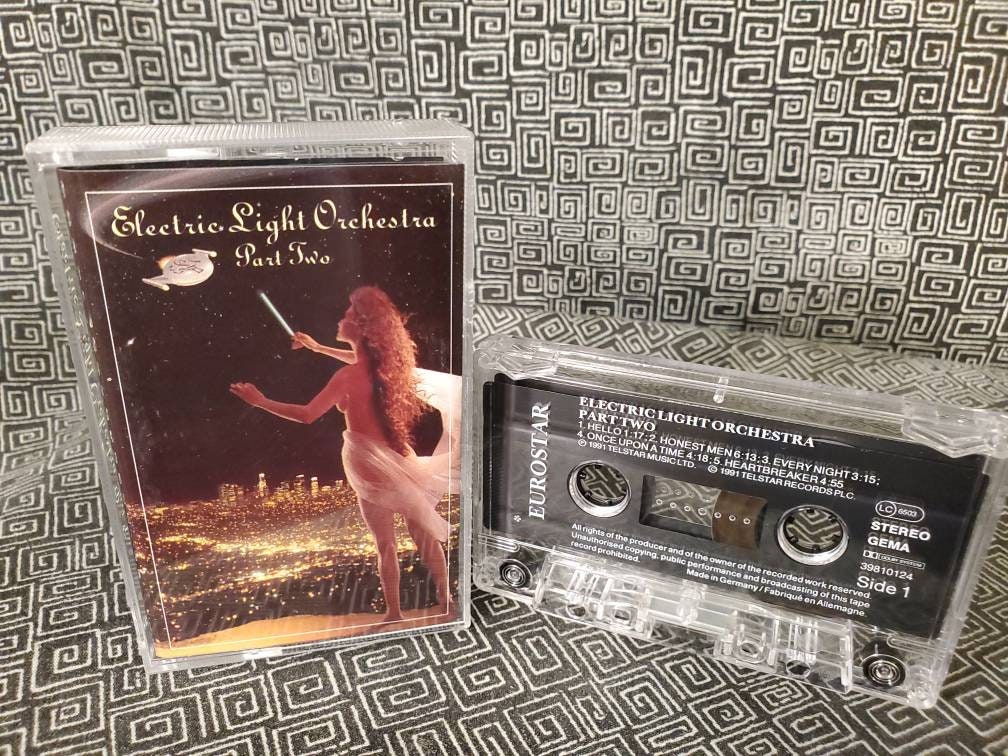 Electric Light Orchestra
Part Two
EUROSTAR
ELECTRIC LIGHT ORCHESTRA
PART TWO
1. HELLO 1:17; 2. HONEST MEN 6:13; 3. EVERY NIGHT 3:15;
4. ONCE UPON A TIME 4:18; 5. HEARTBREAKER 4:55
℗ 1991 TELSTAR MUSIC LTD. © 1991 TELSTAR RECORDS PLC.
LC 6503
STEREO
GEMA
DOLBY SYSTEM
39810124
Side 1
All rights of the producer and of the owner of the recorded work reserved.
Unauthorised copying, public performance and broadcasting of this tape
record prohibited.
Made in Germany / Fabriqué en Allemagne